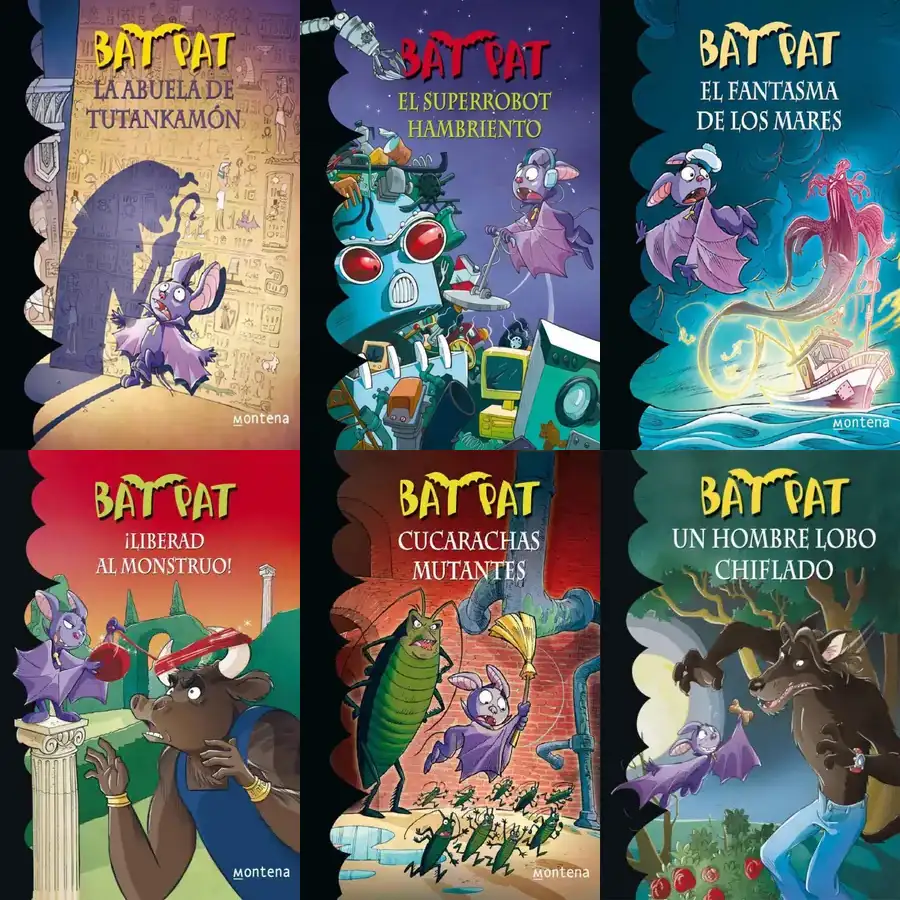 BAT PAT
LA ABUELA DE
TUTANKAMÓN
montena
BAT PAT
EL SUPERROBOT
HAMBRIENTO
BAT PAT
EL FANTASMA
DE LOS MARES
montena
BAT PAT
¡LIBERAD
AL MONSTRUO!
montena
BAT PAT
CUCARACHAS
MUTANTES
montena
BAT PAT
UN HOMBRE LOBO
CHIFLADO